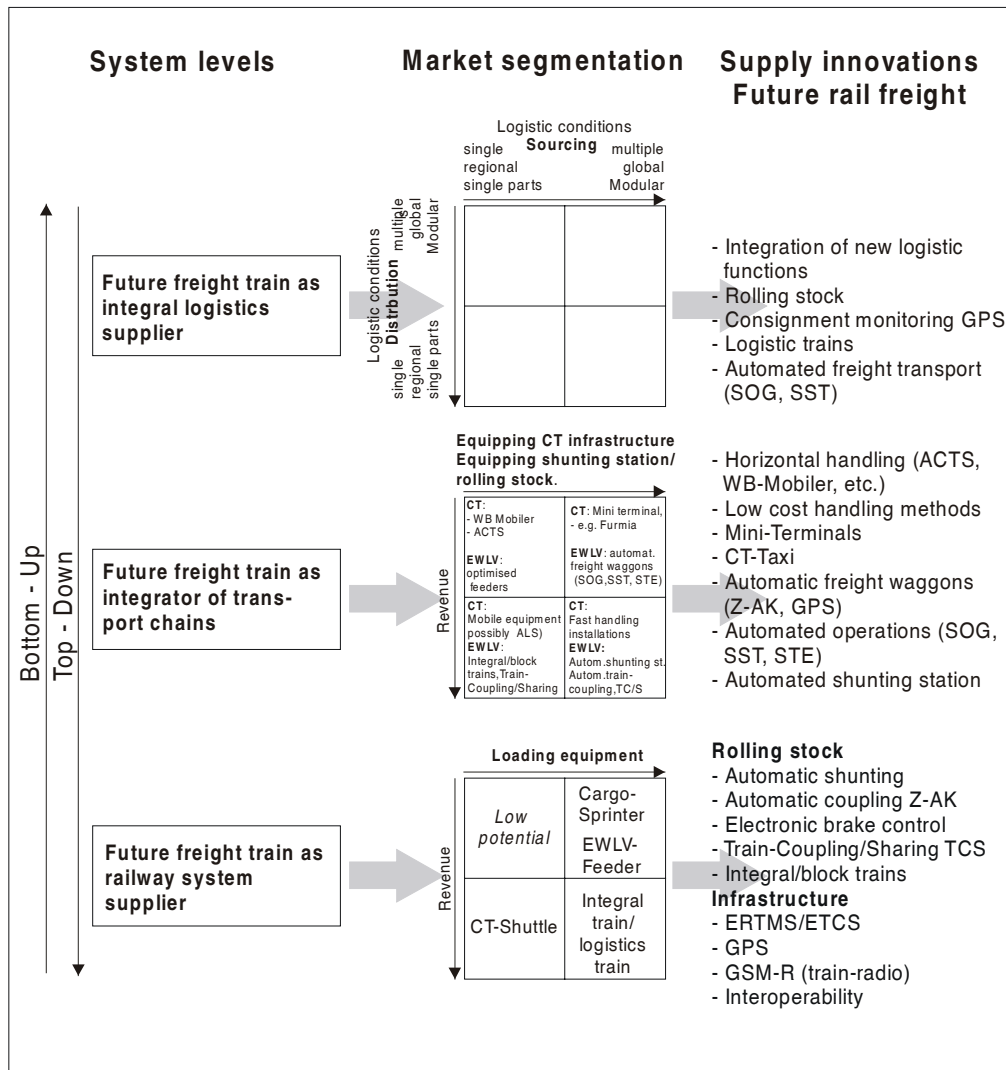 System levels
Market segmentation
Supply innovations
Future rail freight
Logistic conditions
Sourcing
single
regional
single parts
multiple
global
Modular
Logistic conditions
Distrbution
multiple
global
Modular
single
regional
single parts
Future freight train as
integral logistics
supplier
- Integration of new logistic
functions
- Rolling stock
- Consignment monitoring GPS
- Logistic trains
- Automated freight transport
(SOG, SST)
Bottom - Up
Top - Down
Future freight train as
integrator of trans-
port chains
Equipping CT infrastructure
Equipping shunting station/
rolling stock.
Revenue
CT:
- WB Mobiler
- ACTS
EWLV:
optimised
feeders
CT: Mini terminal,
- e.g. Furmia
EWLV: automat.
freight waggons
(SOG,SST, STE)
CT:
Mobile equipment
possibly ALS)
EWLV:
Integral/block
trains,Train-
Coupling/Sharing
CT:
Fast handling
installations
EWLV:
Autom.shunting st.
Autom.train-
coupling,TC/S
- Horizontal handling (ACTS,
WB-Mobiler, etc.)
- Low cost handling methods
- Mini-Terminals
- CT-Taxi
- Automatic freight waggons
(Z-AK, GPS)
- Automated operations (SOG,
SST, STE)
- Automated shunting station
Future freight train as
railway system
supplier
Loading equipment
Revenue
Low
potential
Cargo-
Sprinter
EWLV-
Feeder
CT-Shuttle
Integral
train/
logistics
train
Rolling stock
- Automatic shunting
- Automatic coupling Z-AK
- Electronic brake control
- Train-Coupling/Sharing TCS
- Integral/block trains
Infrastructure
- ERTMS/ETCS
- GPS
- GSM-R (train-radio)
- Interoperability